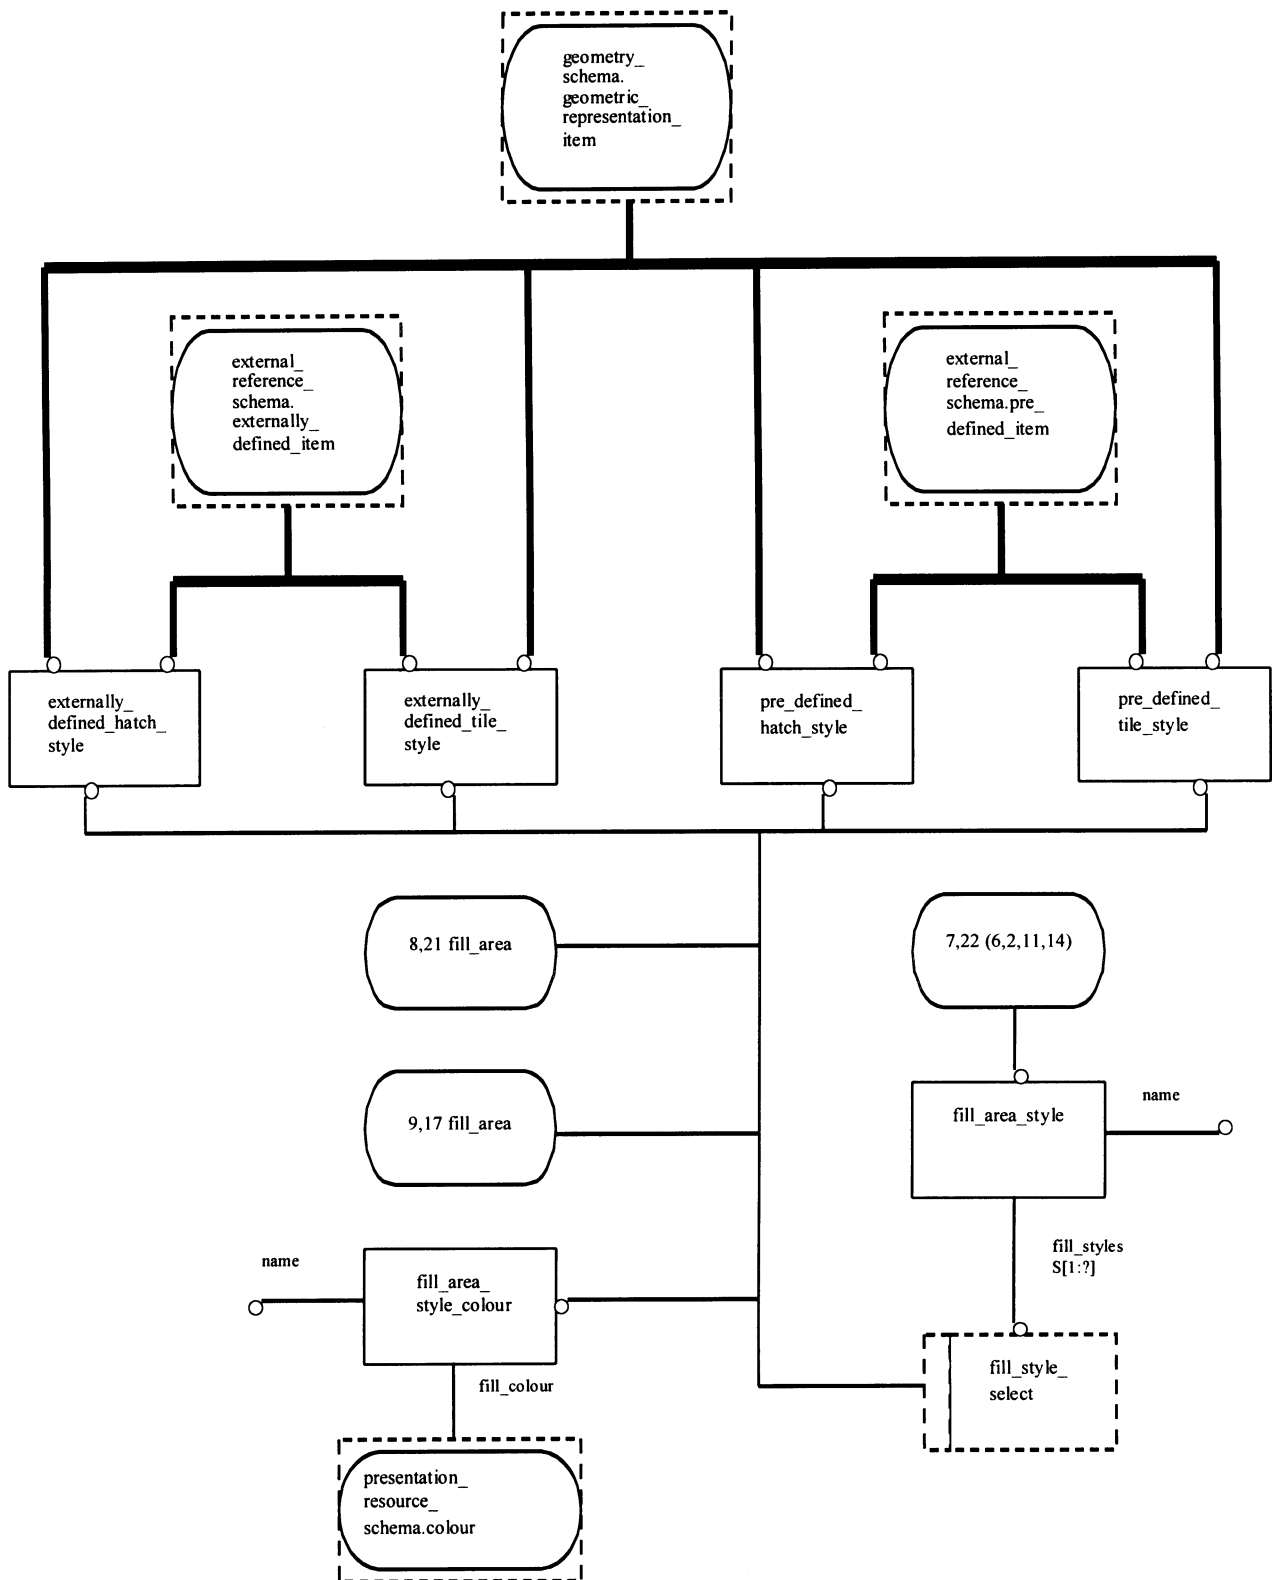 geometry_
schema.
geometric_
representation_
item
external_
reference_
schema.
externally_
defined_item
external_
reference_
schema.pre_
defined_item
externally_
defined_hatch_
style
externally_
defined_tile_
style
pre_defined_
hatch_style
pre_defined_
tile_style
8,21 fill_area
7,22 (6,2,11,14)
9,17 fill_area
fill_area_style
name
fill_styles
S[1:?]
name
fill_area_
style_colour
fill_colour
fill_style_
select
presentation_
resource_
schema.colour